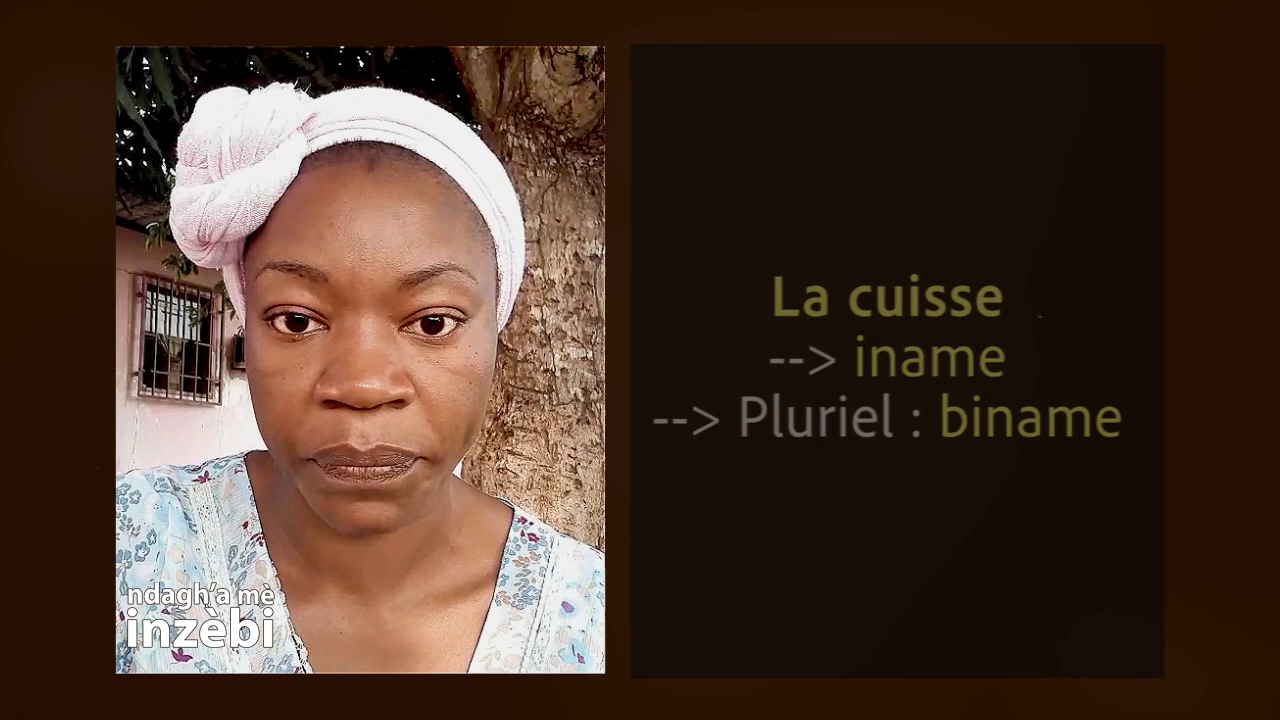 ndagh'a mè
inzèbi
La cuisse
--> iname
--> Pluriel : biname